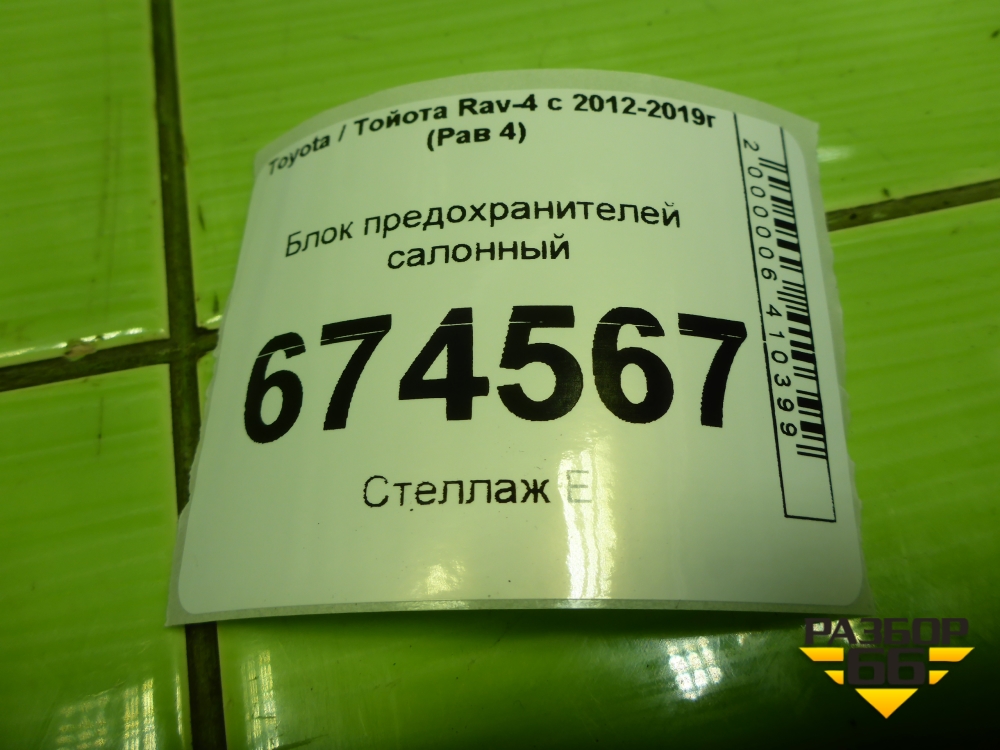 Toyota / Тойота Rav-4 с 2012-2019г
(Рав 4)
Блок предохранителей
салонный
674567
Стеллаж Е
2000006410399
РАЗБОР
66